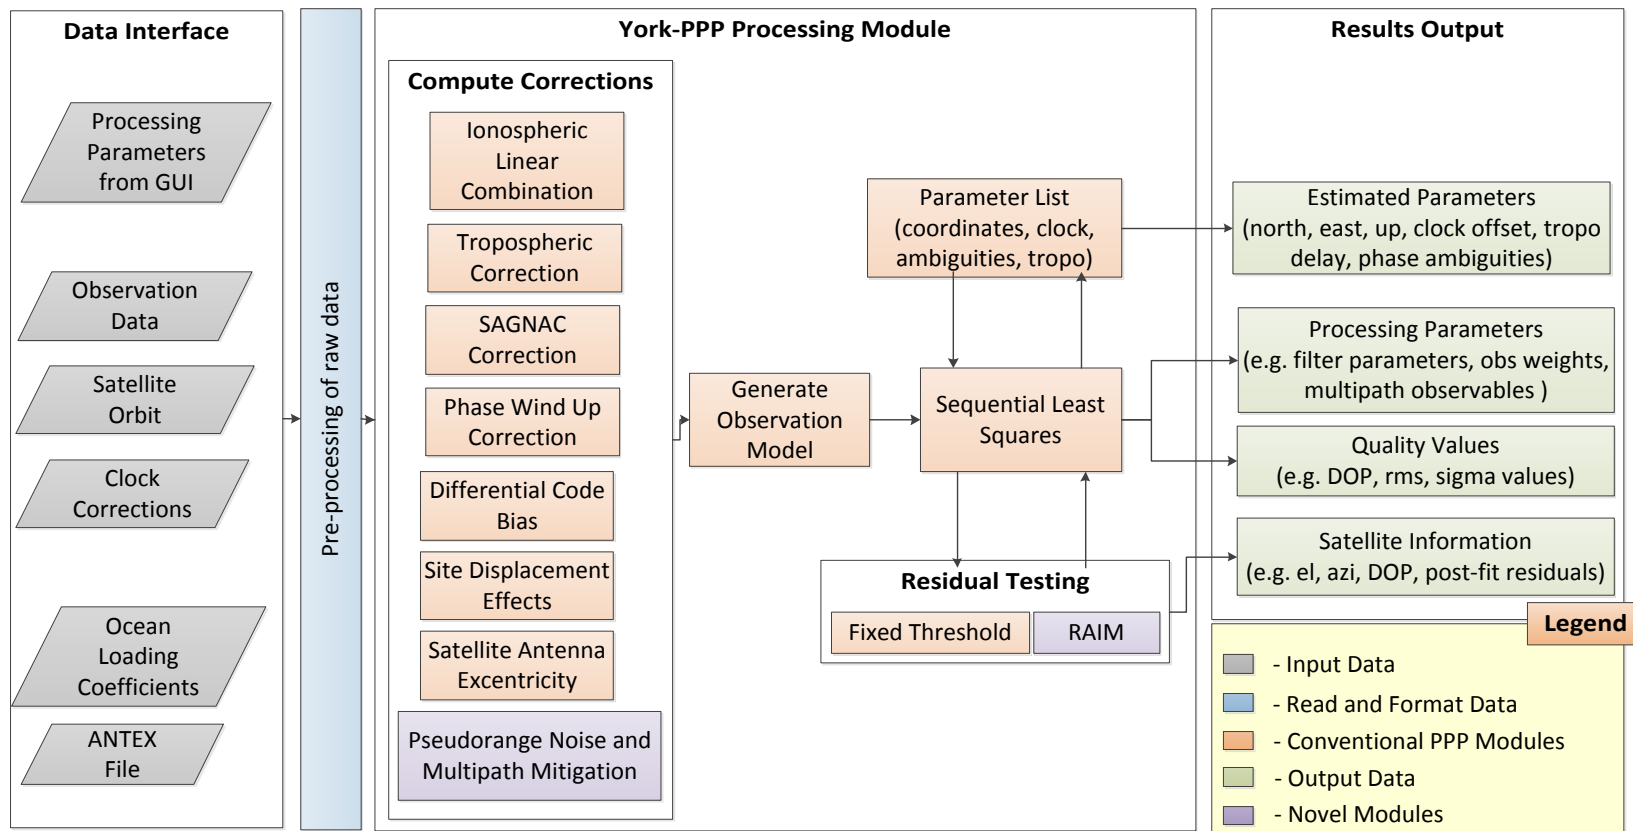 Data Interface
Processing
Parameters
from GUI
Observation
Data
Satellite
Orbit
Clock
Corrections
Ocean
Loading
Coefficients
ANTEX
File
Pre-processing of raw data
York-PPP Processing Module
Compute Corrections
Ionospheric
Linear
Combination
Tropospheric
Correction
SAGNAC
Correction
Phase Wind Up
Correction
Differential Code
Bias
Site Displacement
Effects
Satellite Antenna
Excentricity
Pseudorange Noise and
Multipath Mitigation
Generate
Observation
Model
Parameter List
(coordinates, clock,
ambiguities, tropo)
Sequential Least
Squares
Residual Testing
Fixed Threshold
RAIM
Results Output
Estimated Parameters
(north, east, up, clock offset, tropo
delay, phase ambiguities)
Processing Parameters
(e.g. filter parameters, obs weights,
multipath observables )
Quality Values
(e.g. DOP, rms, sigma values)
Satellite Information
(e.g. el, azi, DOP, post-fit residuals)
Legend
- Input Data
- Read and Format Data
- Conventional PPP Modules
- Output Data
- Novel Modules